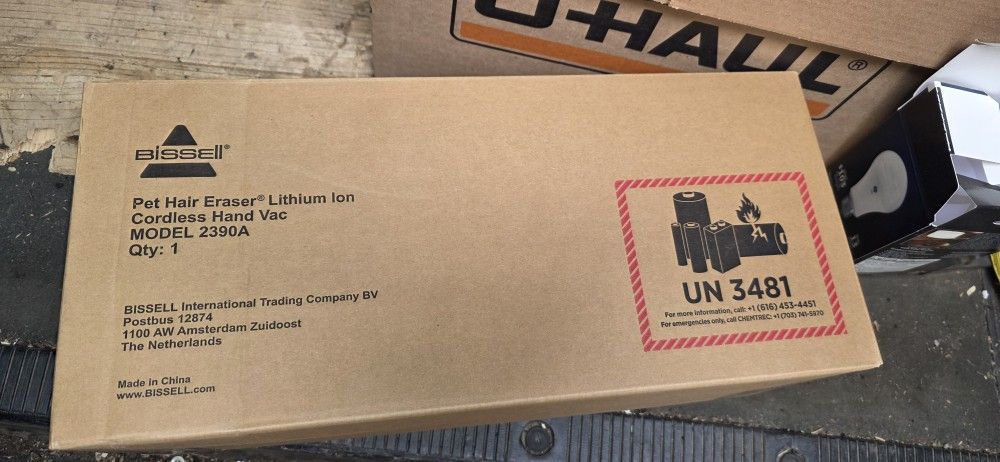 U-HAUL®
BISSELL®
Pet Hair Eraser® Lithium Ion
Cordless Hand Vac
MODEL 2390A
Qty: 1
BISSELL International Trading Company BV
Postbus 12874
1100 AW Amsterdam Zuidoost
The Netherlands
Made in China
www.BISSELL.com
UN 3481
For more information, call: +1 (616) 453-4451
For emergencies only, call CHEMTREC: +1 (703) 741-5970